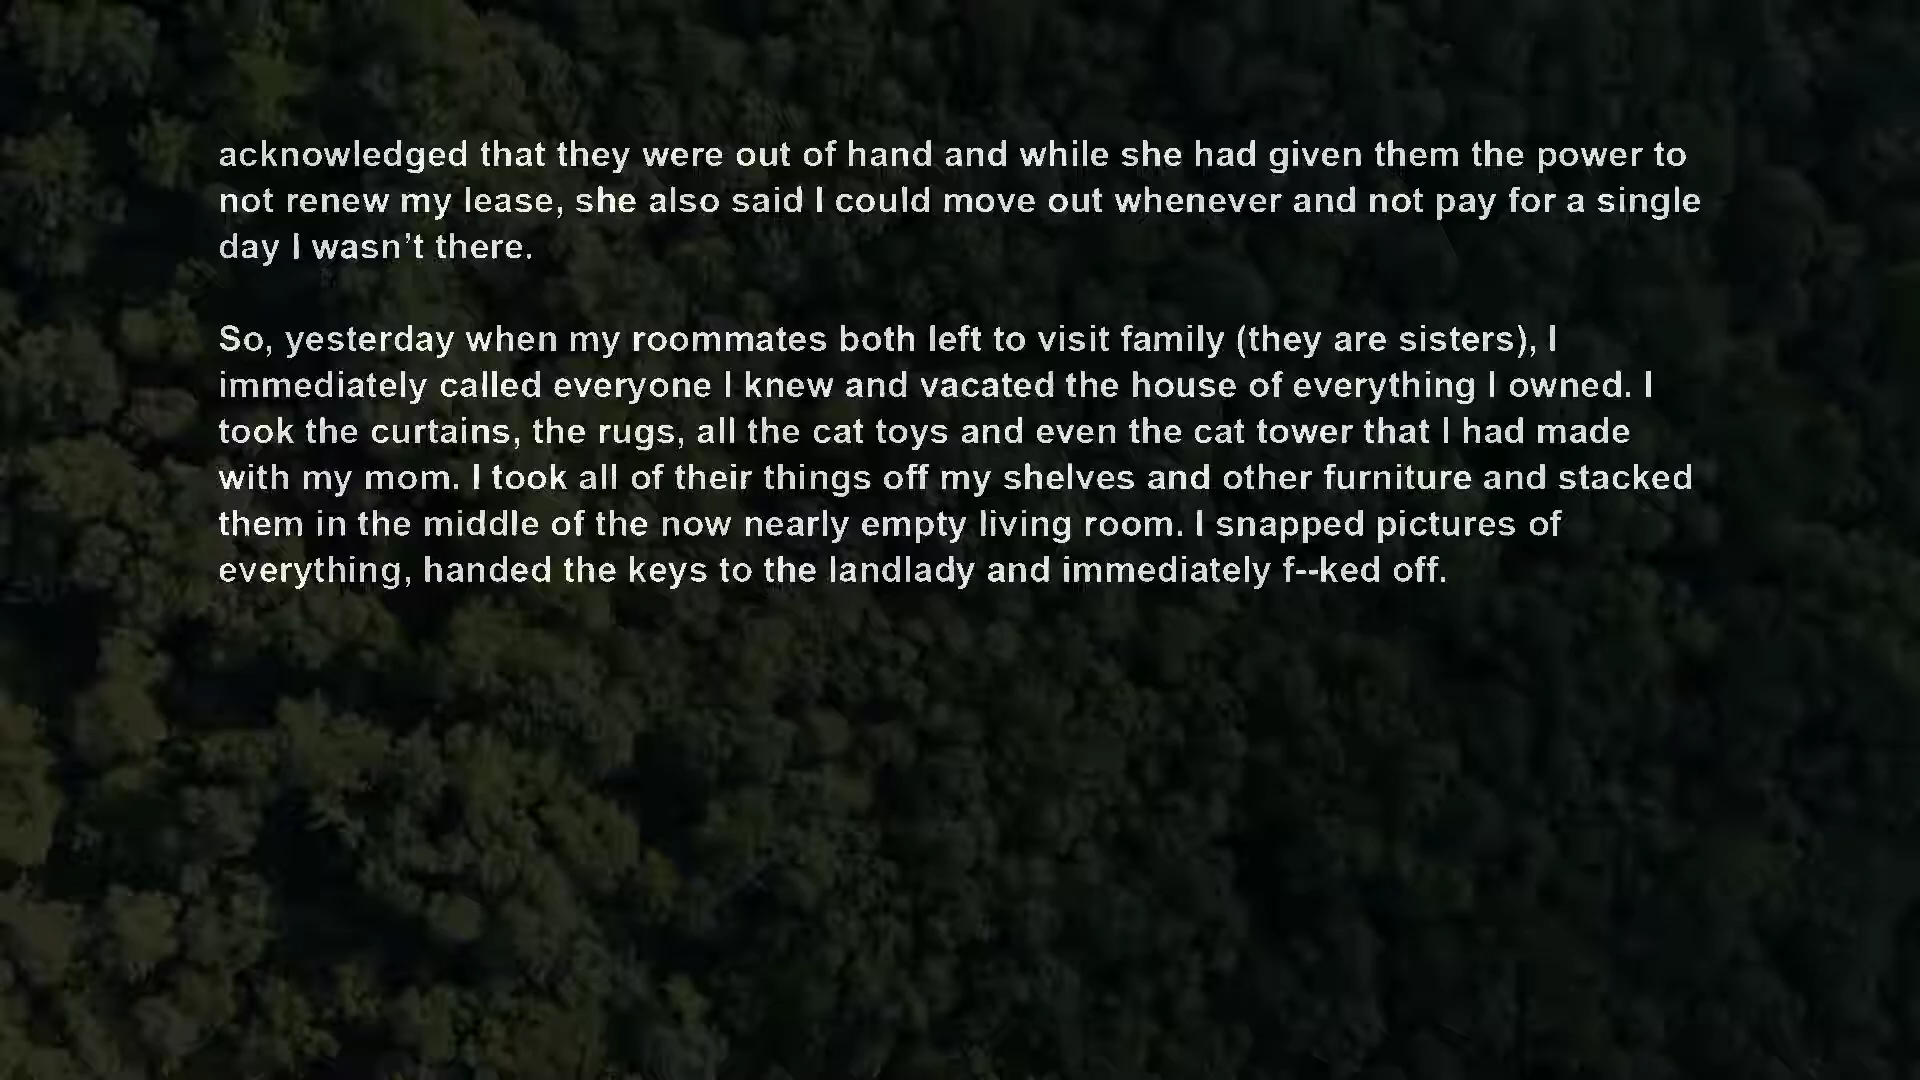 acknowledged that they were out of hand and while she had given them the power to
not renew my lease, she also said I could move out whenever and not pay for a single
day I wasn’t there.
So, yesterday when my roommates both left to visit family (they are sisters), I
immediately called everyone I knew and vacated the house of everything I owned. I
took the curtains, the rugs, all the cat toys and even the cat tower that I had made
with my mom. I took all of their things off my shelves and other furniture and stacked
them in the middle of the now nearly empty living room. I snapped pictures of
everything, handed the keys to the landlady and immediately f--ked off.